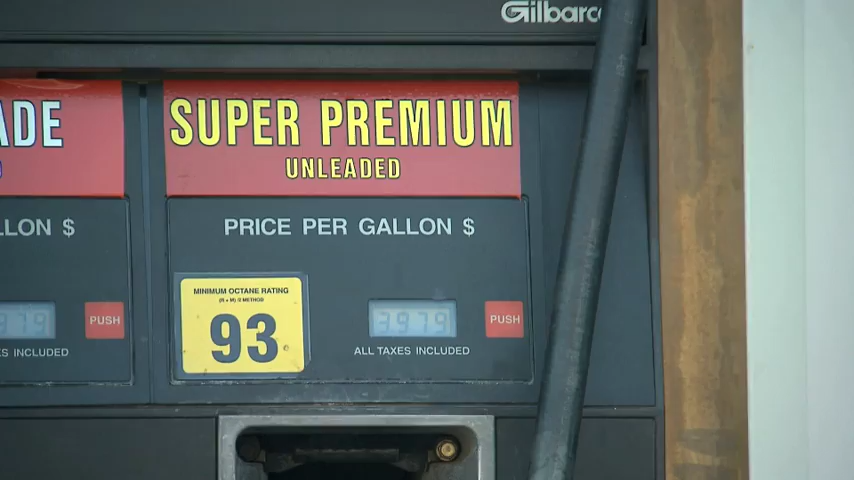 Gilbarco
ADE
SUPER PREMIUM
UNLEADED
LLON $
PRICE PER GALLON $
MINIMUM OCTANE RATING
(R + M) /2 METHOD
93
979
PUSH
3979
PUSH
ES INCLUDED
ALL TAXES INCLUDED